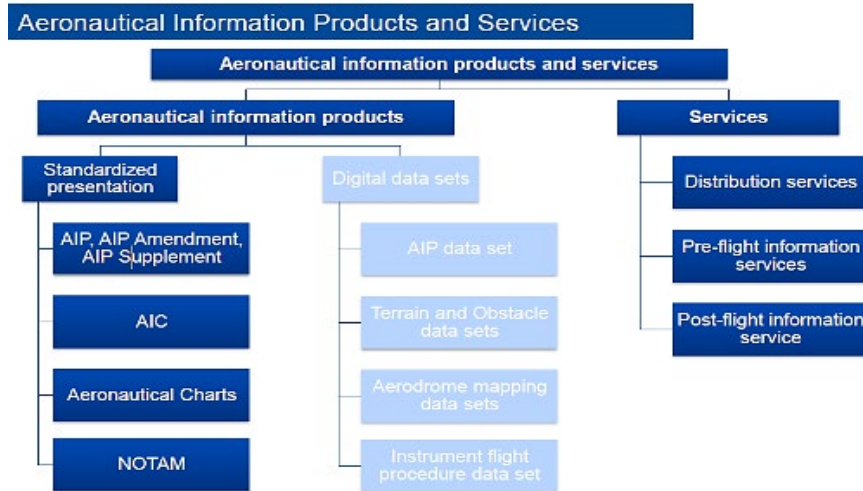 Aeronautical Information Products and Services
Aeronautical information products and services
Aeronautical information products
Services
Standardized
presentation
Digital data sets
Distribution services
AIP, AIP Amendment,
AIP Supplement
AIP data set
Pre-flight information
services
AIC
Terrain and Obstacle
data sets
Post-flight information
service
Aeronautical Charts
Aerodrome mapping
data sets
NOTAM
Instrument flight
procedure data set